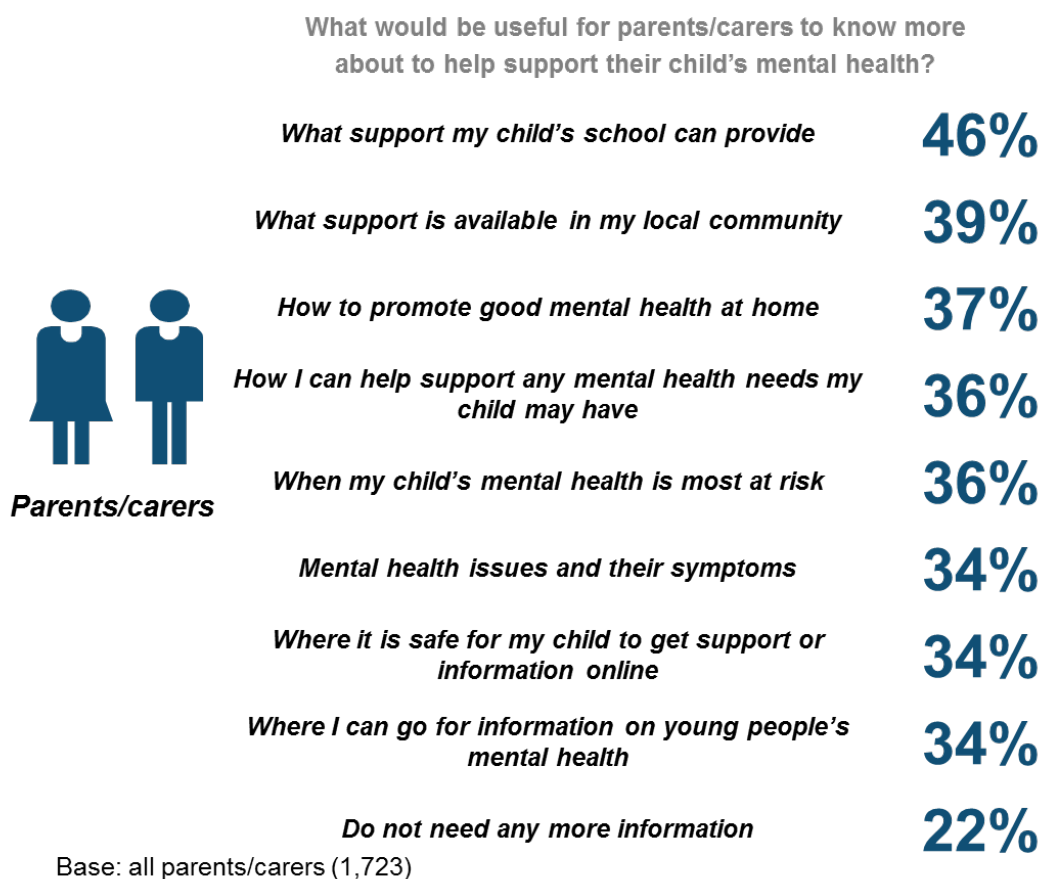 What would be useful for parents/carers to know more
about to help support their child’s mental health?
What support my child’s school can provide
46%
What support is available in my local community
39%
How to promote good mental health at home
37%
How I can help support any mental health needs my
child may have
36%
When my child’s mental health is most at risk
36%
Parents/carers
Mental health issues and their symptoms
34%
Where it is safe for my child to get support or
information online
34%
Where I can go for information on young people’s
mental health
34%
Do not need any more information
22%
Base: all parents/carers (1,723)